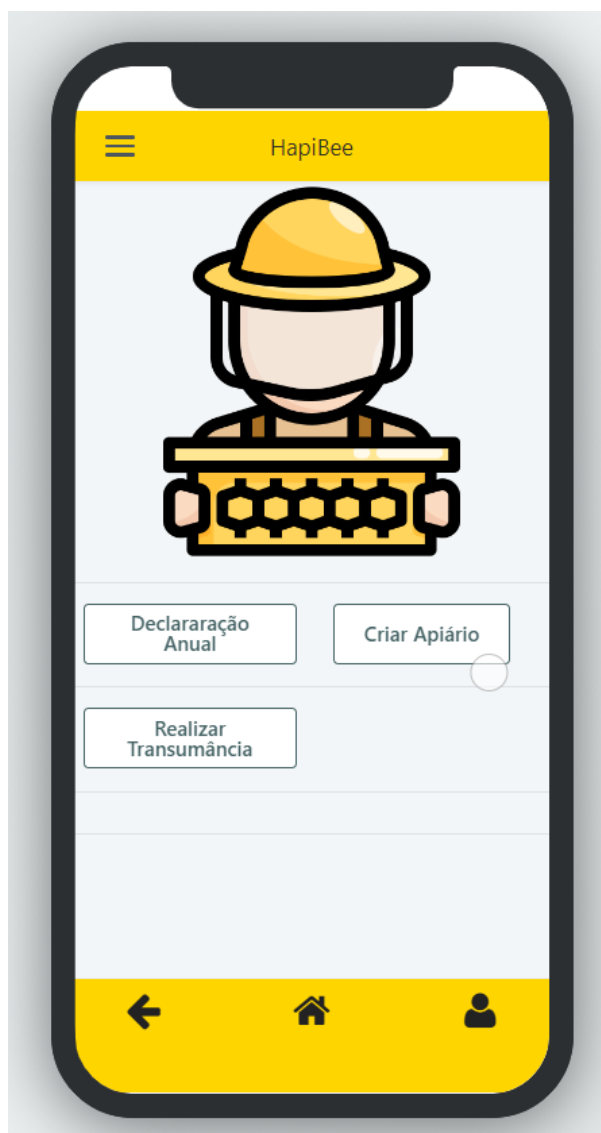 HapiBee
Declararação
Anual
Criar Apiário
Realizar
Transumância